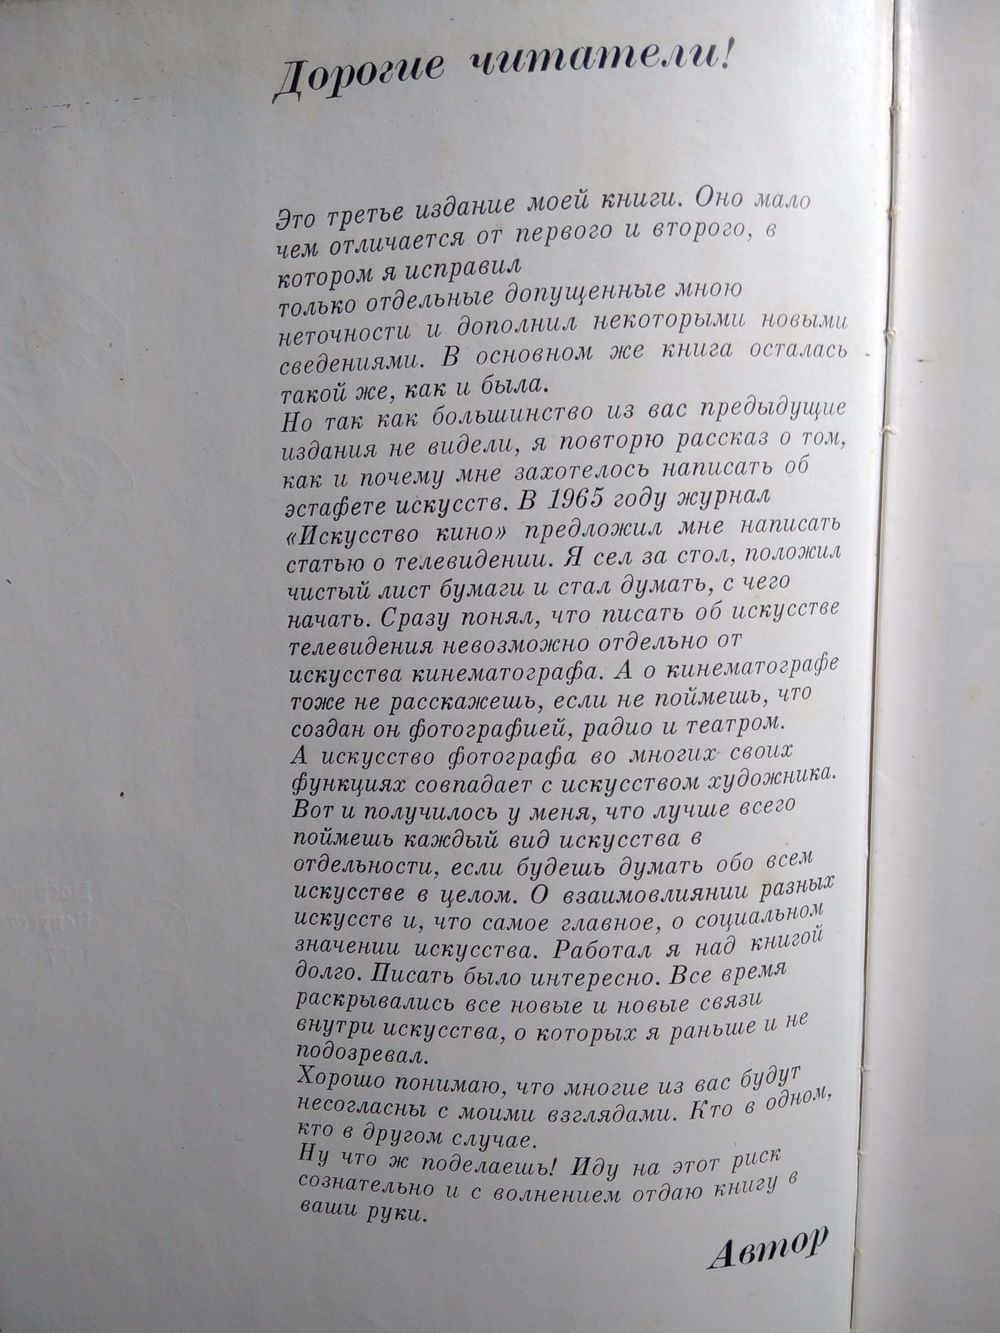 Дорогие читатели!
Это третье издание моей книги. Оно мало
чем отличается от первого и второго, в
котором я исправил
только отдельные допущенные мною
неточности и дополнил некоторыми новыми
сведениями. В основном же книга осталась
такой же, как и была.
Но так как большинство из вас предыдущие
издания не видели, я повторю рассказ о том,
как и почему мне захотелось написать об
эстафете искусств. В 1965 году журнал
«Искусство кино» предложил мне написать
статью о телевидении. Я сел за стол, положил
чистый лист бумаги и стал думать, с чего
начать. Сразу понял, что писать об искусстве
телевидения невозможно отдельно от
искусства кинематографа. А о кинематографе
тоже не расскажешь, если не поймешь, что
создан он фотографией, радио и театром.
А искусство фотографа во многих своих
функциях совпадает с искусством художника.
Вот и получилось у меня, что лучше всего
поймешь каждый вид искусства в
отдельности, если будешь думать обо всем
искусстве в целом. О взаимовлиянии разных
искусств и, что самое главное, о социальном
значении искусства. Работал я над книгой
долго. Писать было интересно. Все время
раскрывались все новые и новые связи
внутри искусства, о которых я раньше и не
подозревал.
Хорошо понимаю, что многие из вас будут
несогласны с моими взглядами. Кто в одном,
кто в другом случае.
Ну что ж поделаешь! Иду на этот риск
сознательно и с волнением отдаю книгу в
ваши руки.
Автор